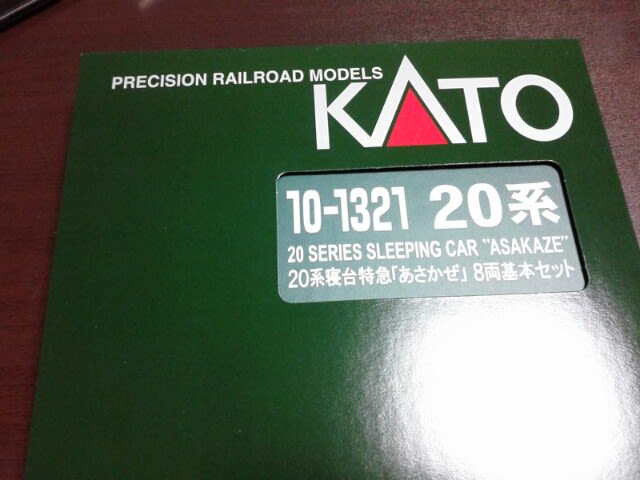 PRECISION RAILROAD MODELS
KATO
10-1321 20系
20 SERIES SLEEPING CAR "ASAKAZE"
20系寝台特急「あさかぜ」 8両基本セット